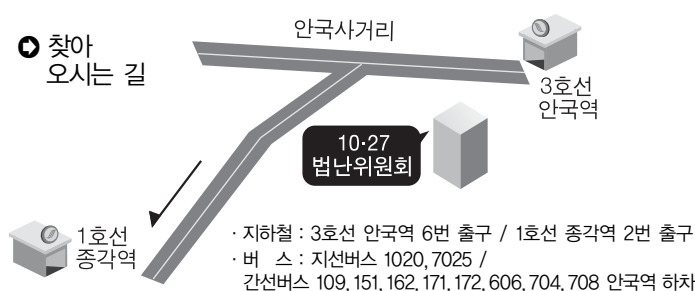 ➲ 찾아
오시는 길
안국사거리
3호선
안국역
10·27
법난위원회
1호선
종각역
· 지하철 : 3호선 안국역 6번 출구 / 1호선 종각역 2번 출구
· 버 스 : 지선버스 1020, 7025 /
간선버스 109, 151, 162, 171, 172, 606, 704, 708 안국역 하차